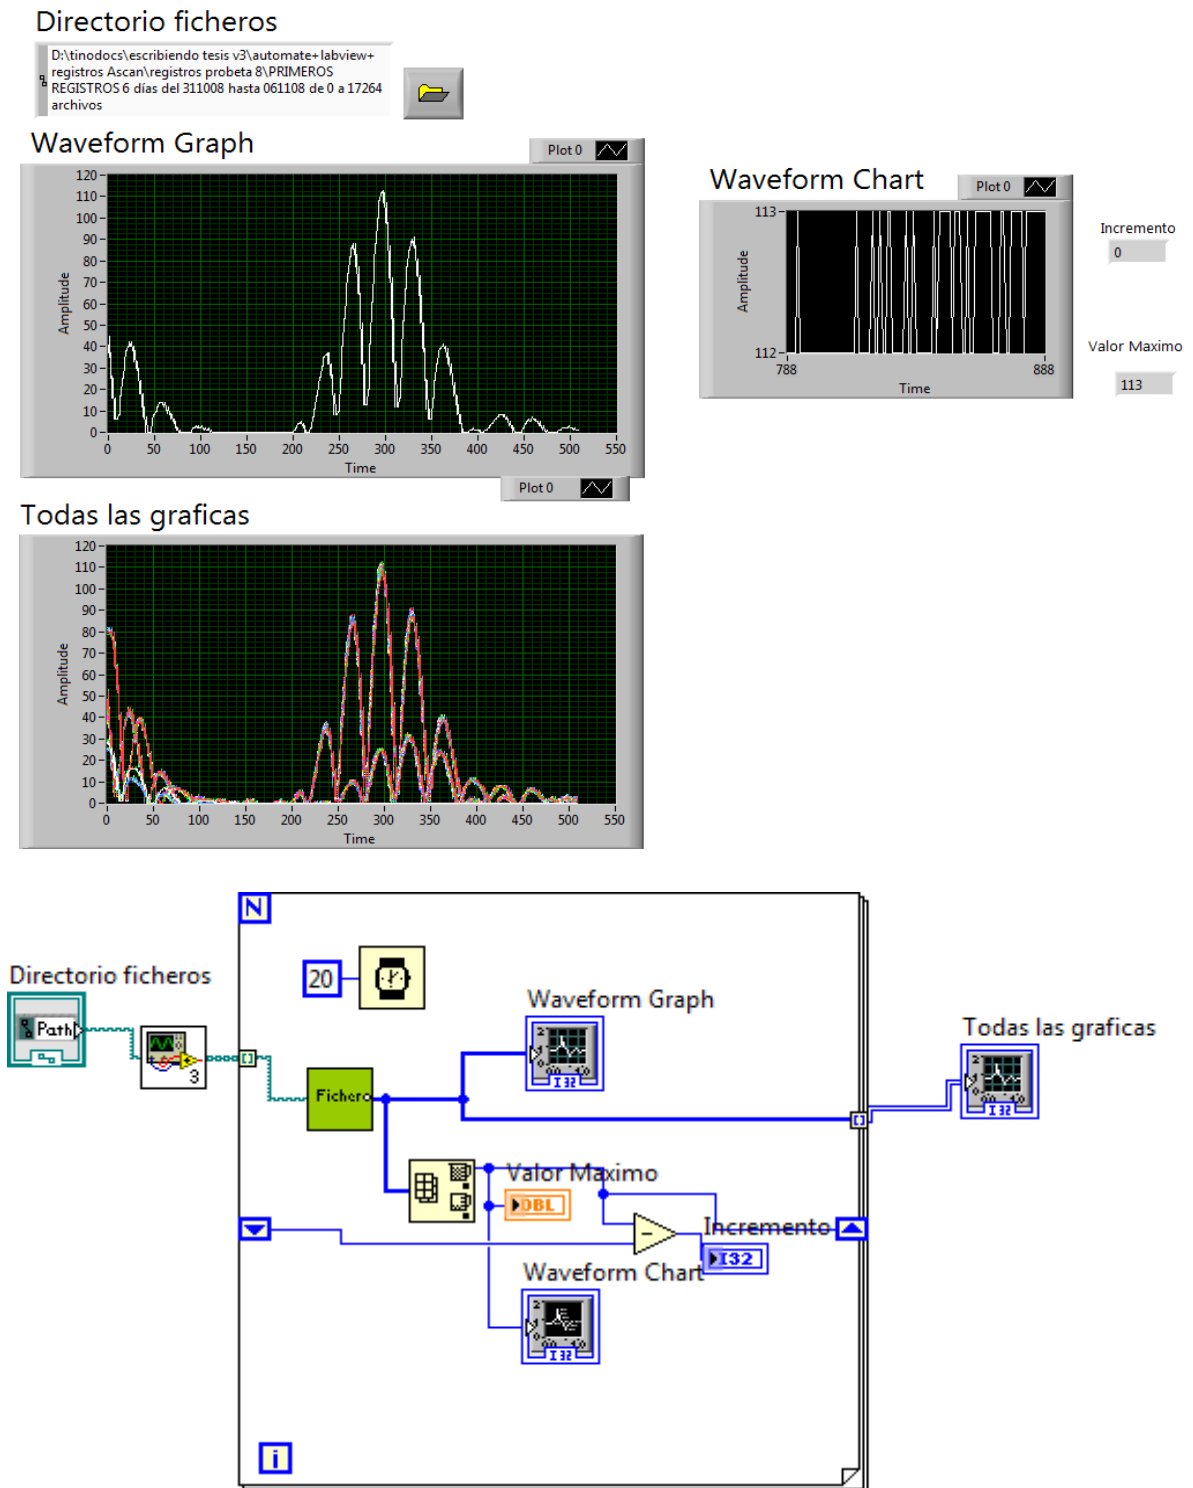 Directorio ficheros
D:\tinodocs\escribiendo tesis v3\automate+labview+
registros Ascan\registros probeta 8\PRIMEROS
REGISTROS 6 días del 311008 hasta 061108 de 0 a 17264
archivos
Waveform Graph
Plot 0
Amplitude
120
110
100
90
80
70
60
50
40
30
20
10
0
0 50 100 150 200 250 300 350 400 450 500 550
Time
Waveform Chart
Plot 0
Amplitude
113
112
788 888
Time
Incremento
0
Valor Maximo
113
Plot 0
Todas las graficas
Amplitude
120
110
100
90
80
70
60
50
40
30
20
10
0
0 50 100 150 200 250 300 350 400 450 500 550
Time
N
20
Directorio ficheros
Path
3
Fichero
Waveform Graph
I32
Todas las graficas
I32
Valor Maximo
DBL
Incremento
I32
Waveform Chart
I32
i